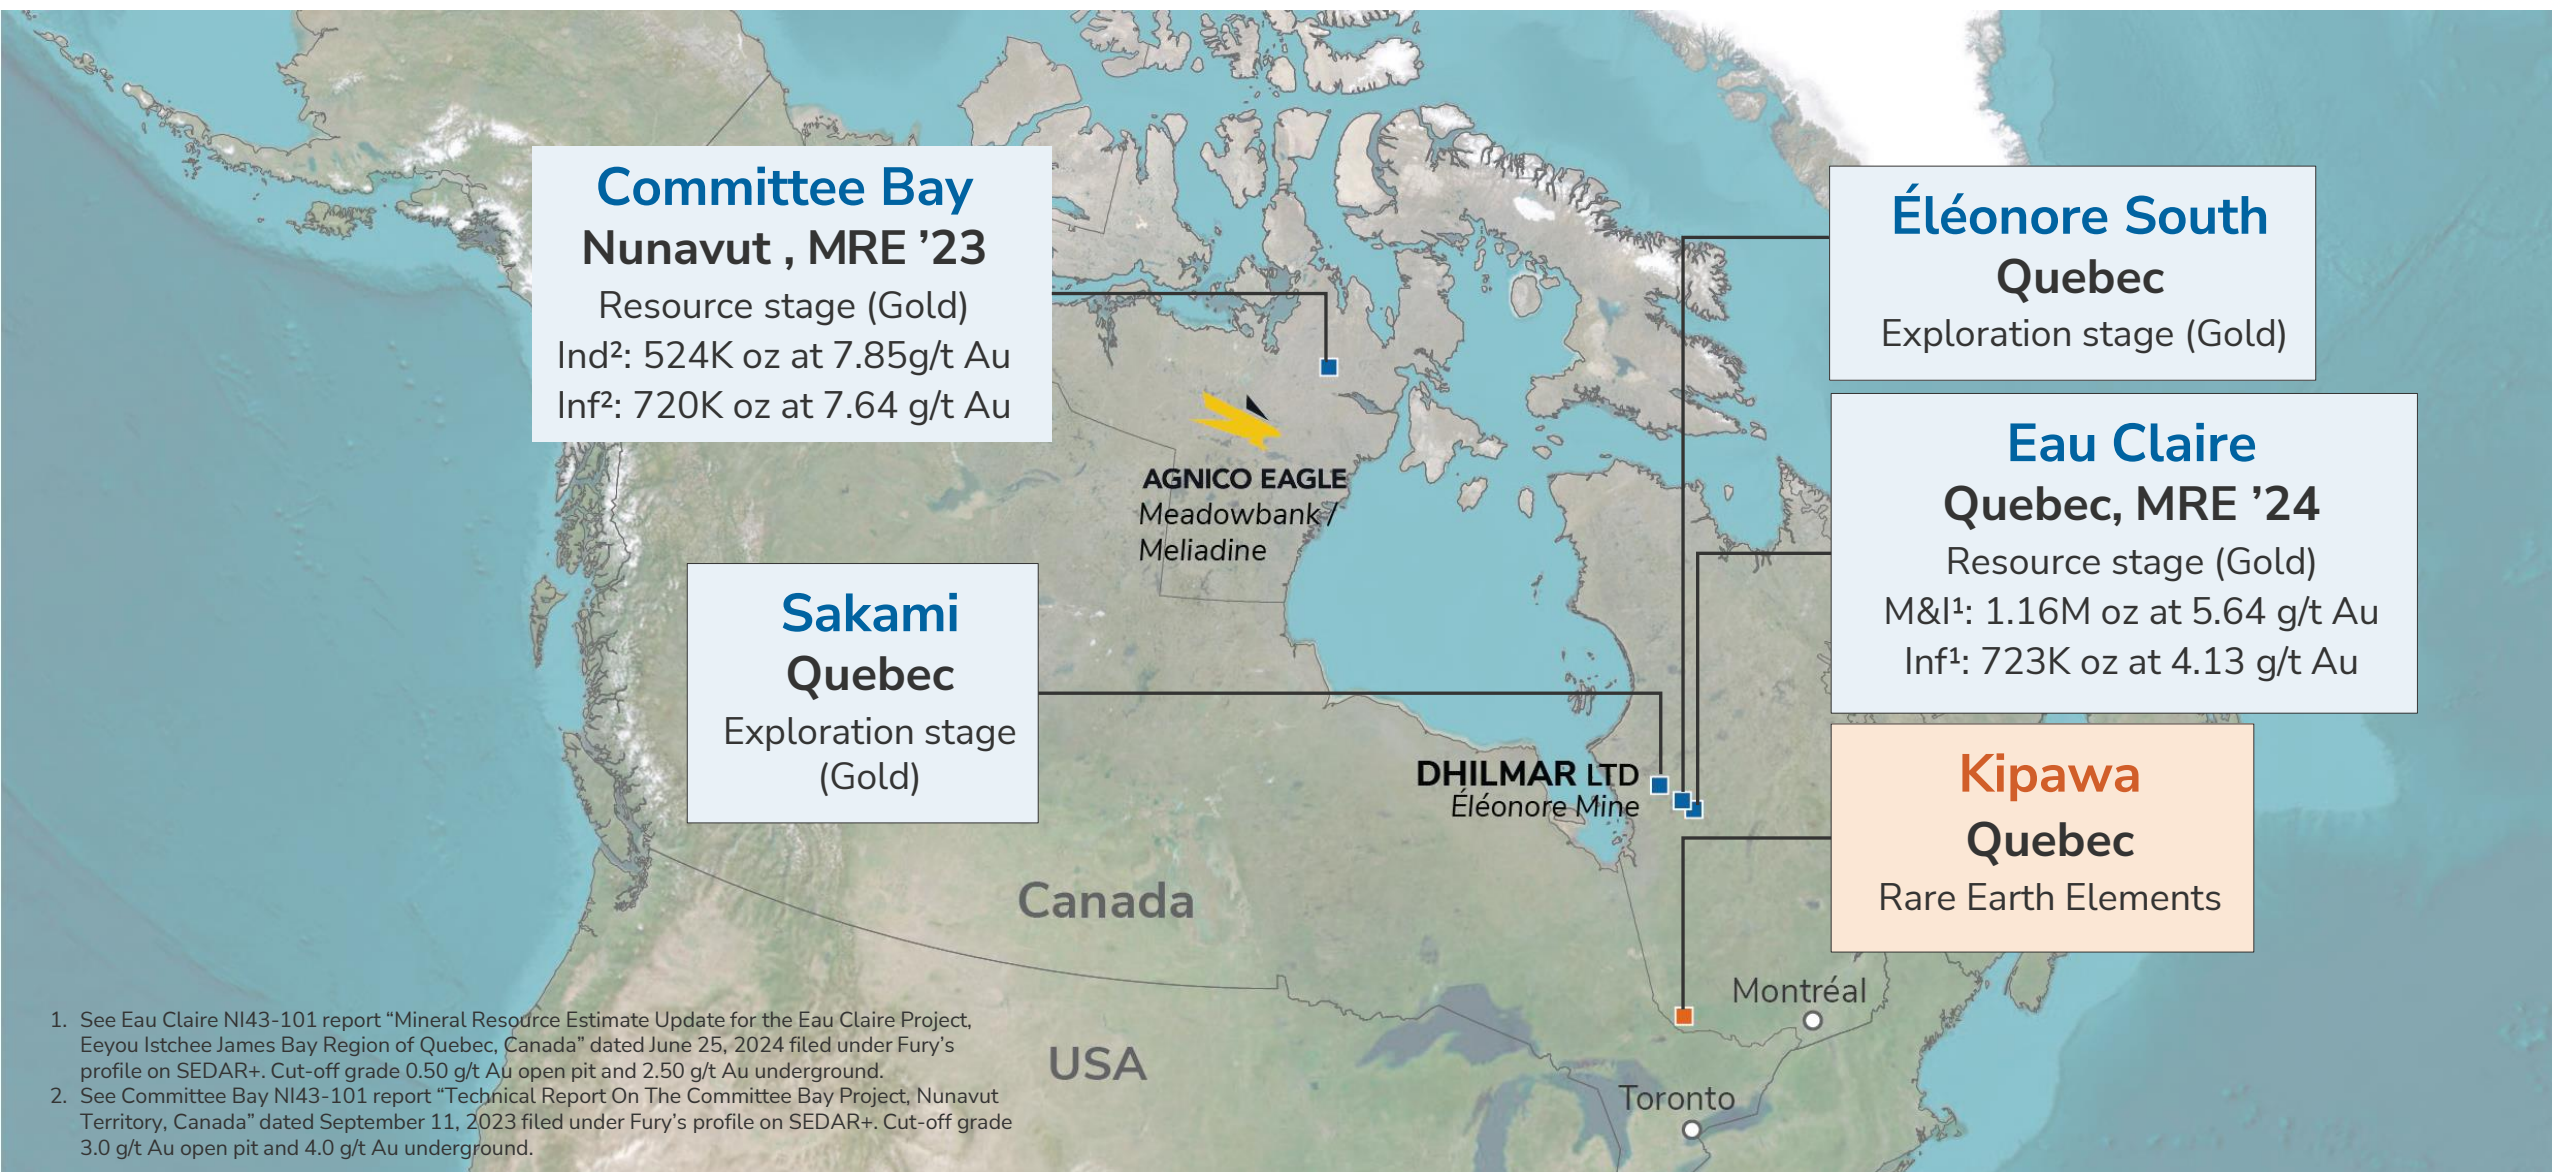 Committee Bay
Nunavut , MRE ’23
Resource stage (Gold)
Ind²: 524K oz at 7.85g/t Au
Inf²: 720K oz at 7.64 g/t Au
Éléonore South
Quebec
Exploration stage (Gold)
AGNICO EAGLE
Meadowbank /
Meliadine
Eau Claire
Quebec, MRE ’24
Resource stage (Gold)
M&I¹: 1.16M oz at 5.64 g/t Au
Inf¹: 723K oz at 4.13 g/t Au
Sakami
Quebec
Exploration stage
(Gold)
DHILMAR LTD
Éléonore Mine
Kipawa
Quebec
Rare Earth Elements
Canada
USA
Montréal
Toronto
1. See Eau Claire NI43-101 report “Mineral Resource Estimate Update for the Eau Claire Project,
Eeyou Istchee James Bay Region of Quebec, Canada” dated June 25, 2024 filed under Fury’s
profile on SEDAR+. Cut-off grade 0.50 g/t Au open pit and 2.50 g/t Au underground.
2. See Committee Bay NI43-101 report “Technical Report On The Committee Bay Project, Nunavut
Territory, Canada” dated September 11, 2023 filed under Fury’s profile on SEDAR+. Cut-off grade
3.0 g/t Au open pit and 4.0 g/t Au underground.